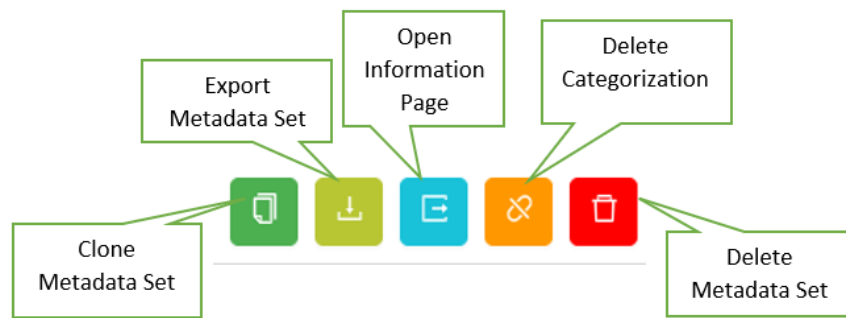 Clone
Metadata Set
Export
Metadata Set
Open
Information
Page
Delete
Categorization
Delete
Metadata Set